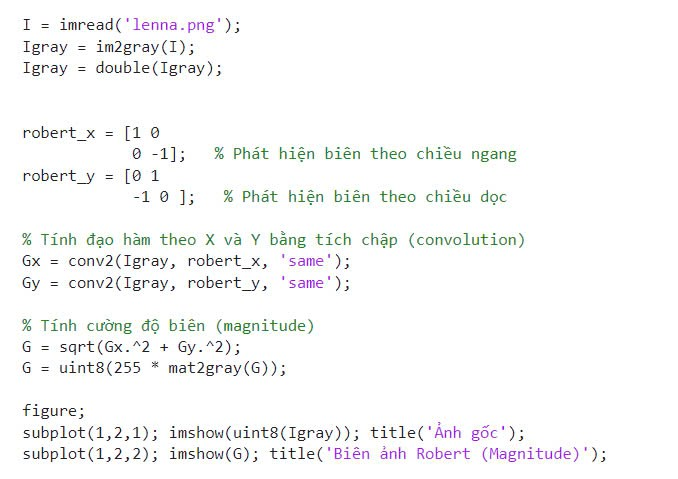 I = imread('lenna.png');
Igray = im2gray(I);
Igray = double(Igray);
robert_x = [1 0
0 -1];   % Phát hiện biên theo chiều ngang
robert_y = [0 1
-1 0 ];   % Phát hiện biên theo chiều dọc
% Tính đạo hàm theo X và Y bằng tích chập (convolution)
Gx = conv2(Igray, robert_x, 'same');
Gy = conv2(Igray, robert_y, 'same');
% Tính cường độ biên (magnitude)
G = sqrt(Gx.^2 + Gy.^2);
G = uint8(255 * mat2gray(G));
figure;
subplot(1,2,1); imshow(uint8(Igray)); title('Ảnh gốc');
subplot(1,2,2); imshow(G); title('Biên ảnh Robert (Magnitude)');